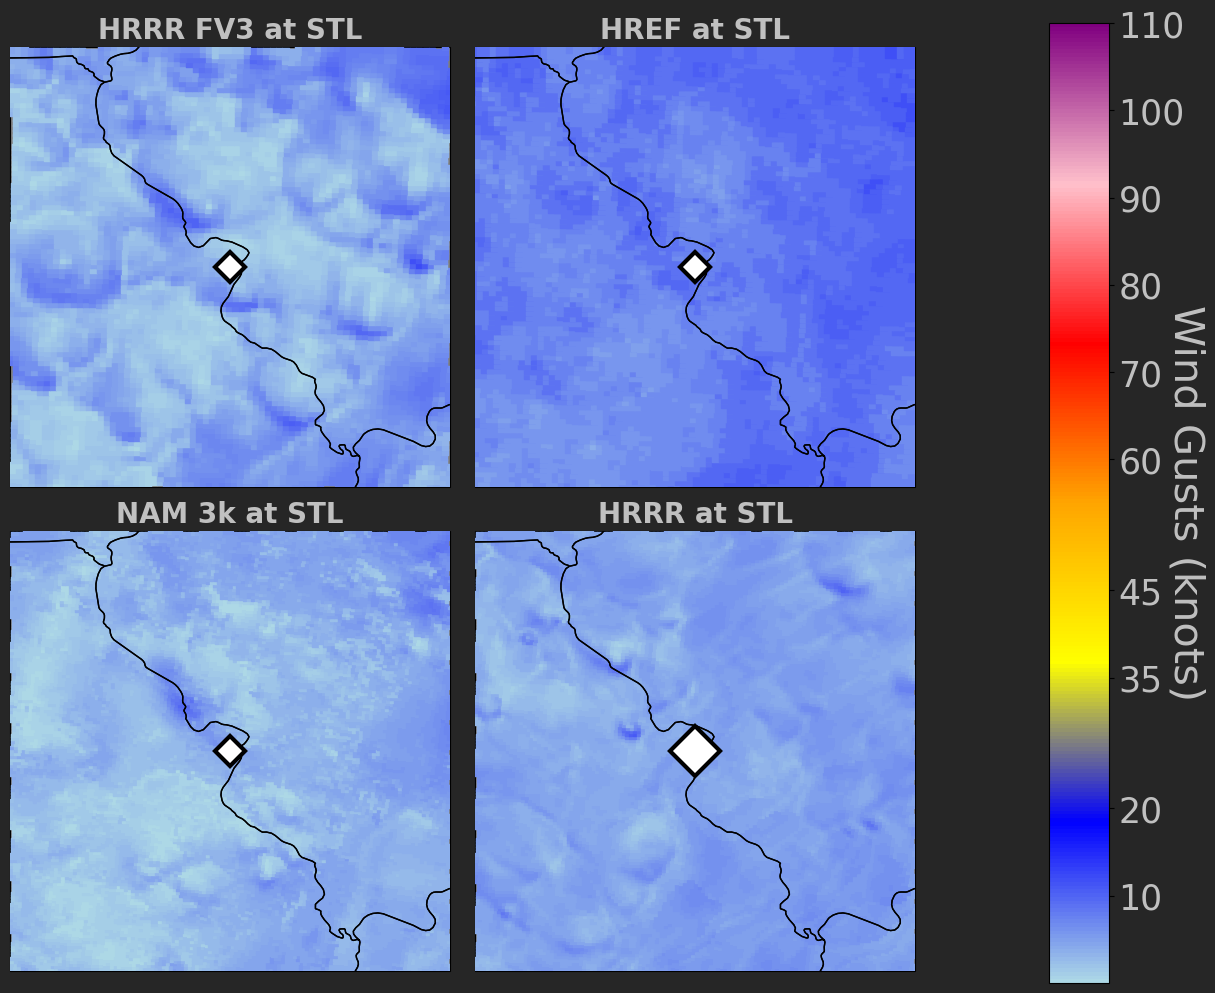 HRRR FV3 at STL
HREF at STL
NAM 3k at STL
HRRR at STL
110
100
90
80
70
60
45
35
20
10
Wind Gusts (knots)